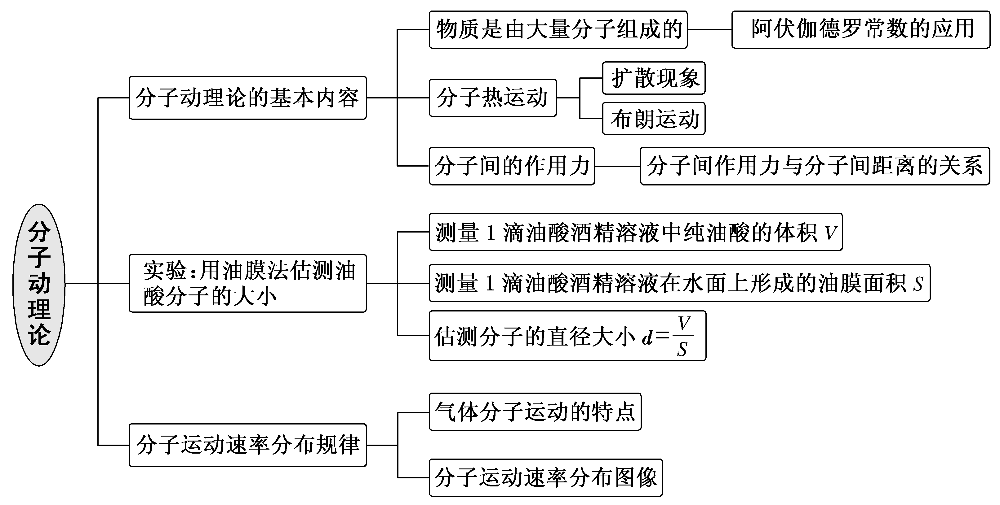 分子动理论
分子动理论的基本内容
物质是由大量分子组成的
阿伏伽德罗常数的应用
分子热运动
扩散现象
布朗运动
分子间的作用力
分子间作用力与分子间距离的关系
实验:用油膜法估测油
酸分子的大小
测量 1 滴油酸酒精溶液中纯油酸的体积 V
测量 1 滴油酸酒精溶液在水面上形成的油膜面积 S
估测分子的直径大小 d=V/S
分子运动速率分布规律
气体分子运动的特点
分子运动速率分布图像